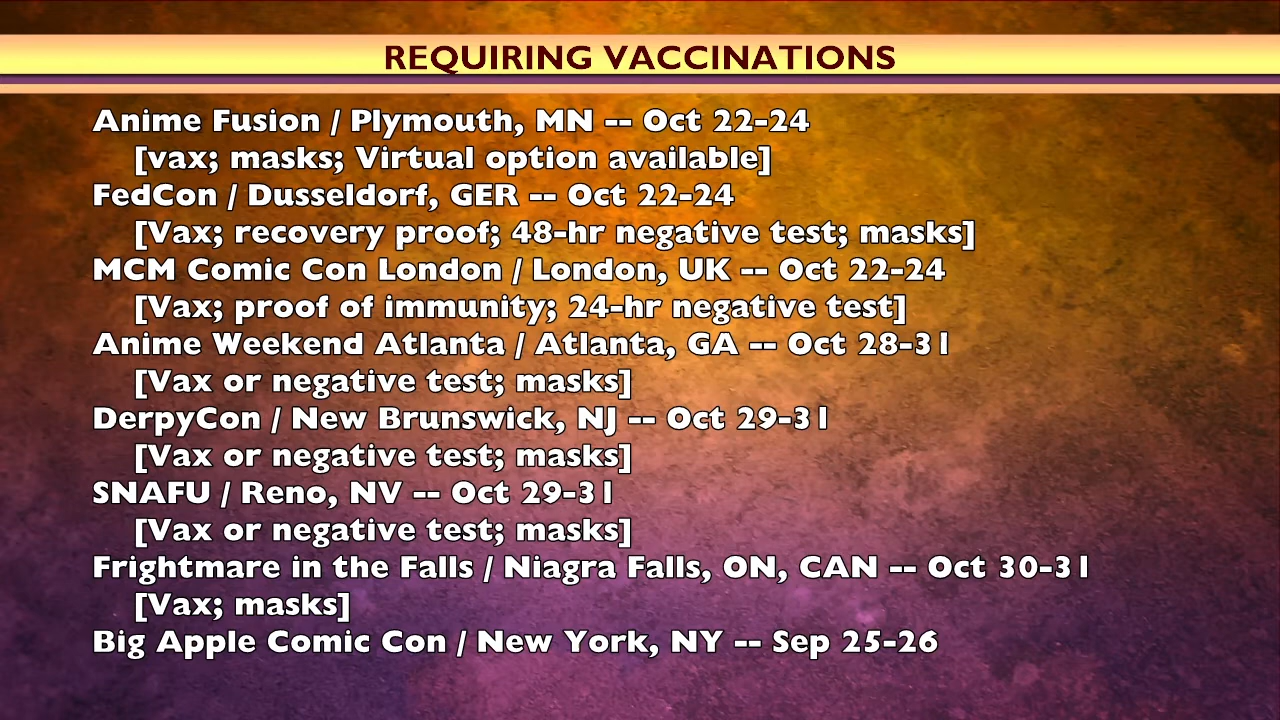 REQUIRING VACCINATIONS
Anime Fusion / Plymouth, MN -- Oct 22-24
[vax; masks; Virtual option available]
FedCon / Dusseldorf, GER -- Oct 22-24
[Vax; recovery proof; 48-hr negative test; masks]
MCM Comic Con London / London, UK -- Oct 22-24
[Vax; proof of immunity; 24-hr negative test]
Anime Weekend Atlanta / Atlanta, GA -- Oct 28-31
[Vax or negative test; masks]
DerpyCon / New Brunswick, NJ -- Oct 29-31
[Vax or negative test; masks]
SNAFU / Reno, NV -- Oct 29-31
[Vax or negative test; masks]
Frightmare in the Falls / Niagra Falls, ON, CAN -- Oct 30-31
[Vax; masks]
Big Apple Comic Con / New York, NY -- Sep 25-26